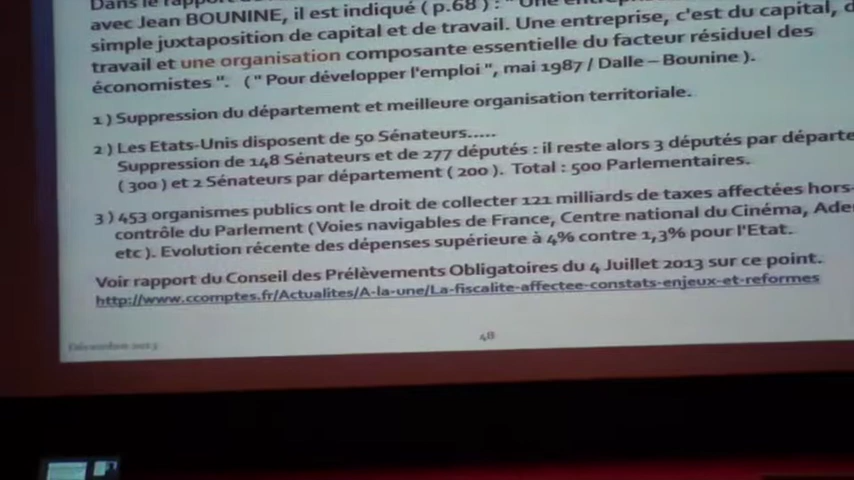 Dans le rapport
avec Jean BOUNINE, il est indiqué ( p.68 ) : " Une
simple juxtaposition de capital et de travail. Une entreprise, c'est du capital,
travail et une organisation composante essentielle du facteur résiduel des
économistes ". ( " Pour développer l'emploi ", mai 1987 / Dalle – Bounine ).
1 ) Suppression du département et meilleure organisation territoriale.
2 ) Les Etats-Unis disposent de 50 Sénateurs.....
Suppression de 148 Sénateurs et de 277 députés : il reste alors 3 députés par départe
( 300 ) et 2 Sénateurs par département ( 200 ). Total : 500 Parlementaires.
3 ) 453 organismes publics ont le droit de collecter 121 milliards de taxes affectées hors-
contrôle du Parlement ( Voies navigables de France, Centre national du Cinéma, Ade
etc ). Evolution récente des dépenses supérieure à 4% contre 1,3% pour l'Etat.
Voir rapport du Conseil des Prélèvements Obligatoires du 4 Juillet 2013 sur ce point.
http://www.ccomptes.fr/Actualites/A-la-une/La-fiscalite-affectee-constats-enjeux-et-reformes
48
Décembre 2013